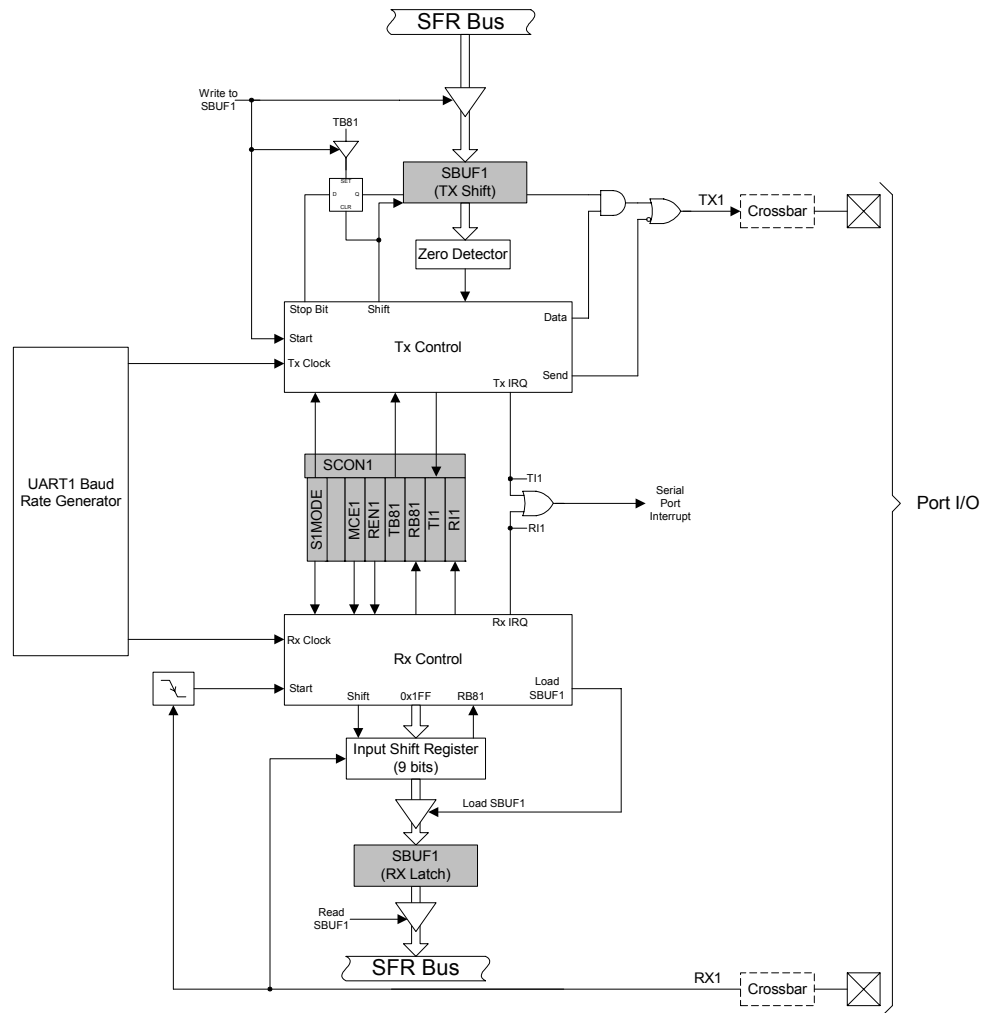 SFR Bus
Write to
SBUF1
TB81
SET
D
Q
CLR
SBUF1
(TX Shift)
TX1
Crossbar
Zero Detector
Stop Bit
Shift
Data
Start
Tx Control
Tx Clock
Send
Tx IRQ
UART1 Baud
Rate Generator
SCON1
S1MODE
MCE1
REN1
TB81
RB81
TI1
RI1
TI1
Serial
Port
Interrupt
RI1
Port I/O
Rx IRQ
Rx Clock
Rx Control
Start
Load
SBUF1
Shift
0x1FF
RB81
Input Shift Register
(9 bits)
Load SBUF1
SBUF1
(RX Latch)
Read
SBUF1
SFR Bus
RX1
Crossbar